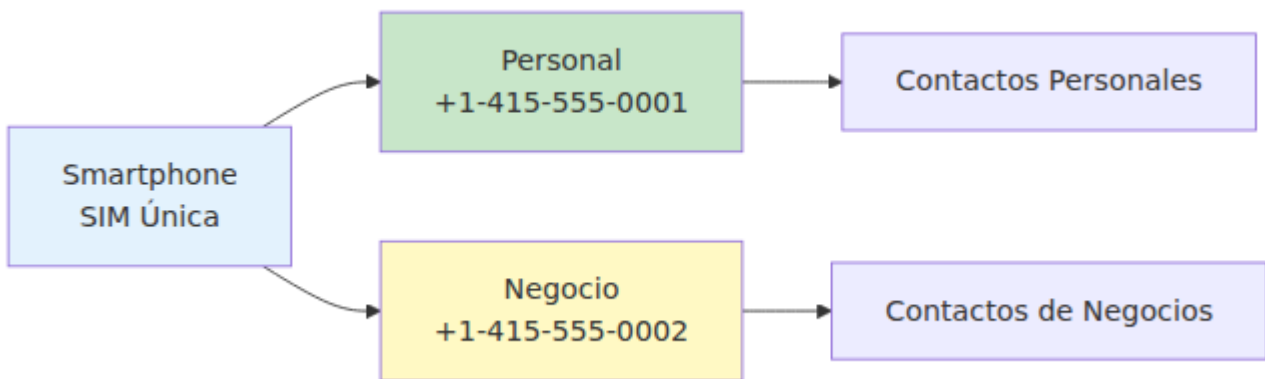 Smartphone
SIM Única
Personal
+1-415-555-0001
Contactos Personales
Negocio
+1-415-555-0002
Contactos de Negocios